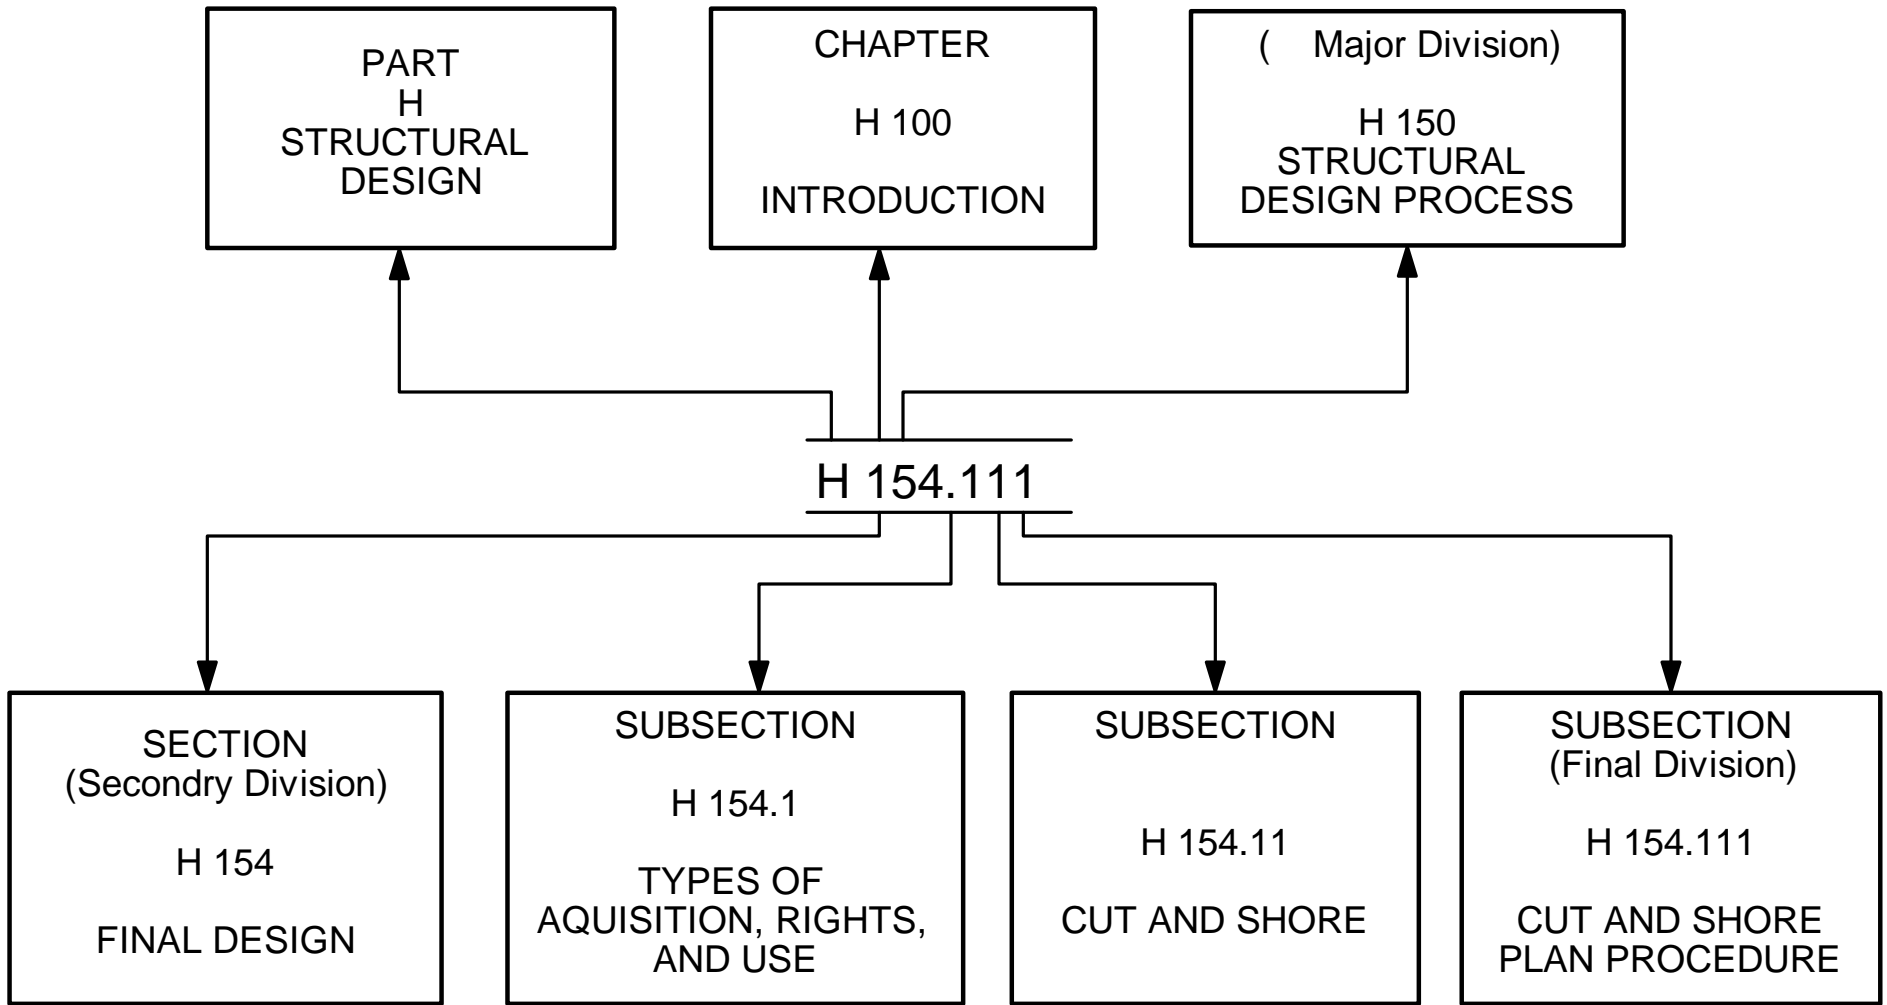 PART
H
STRUCTURAL
DESIGN
CHAPTER
H 100
INTRODUCTION
( Major Division)
H 150
STRUCTURAL
DESIGN PROCESS
H 154.111
SECTION
(Secondry Division)
H 154
FINAL DESIGN
SUBSECTION
H 154.1
TYPES OF
AQUISITION, RIGHTS,
AND USE
SUBSECTION
H 154.11
CUT AND SHORE
SUBSECTION
(Final Division)
H 154.111
CUT AND SHORE
PLAN PROCEDURE